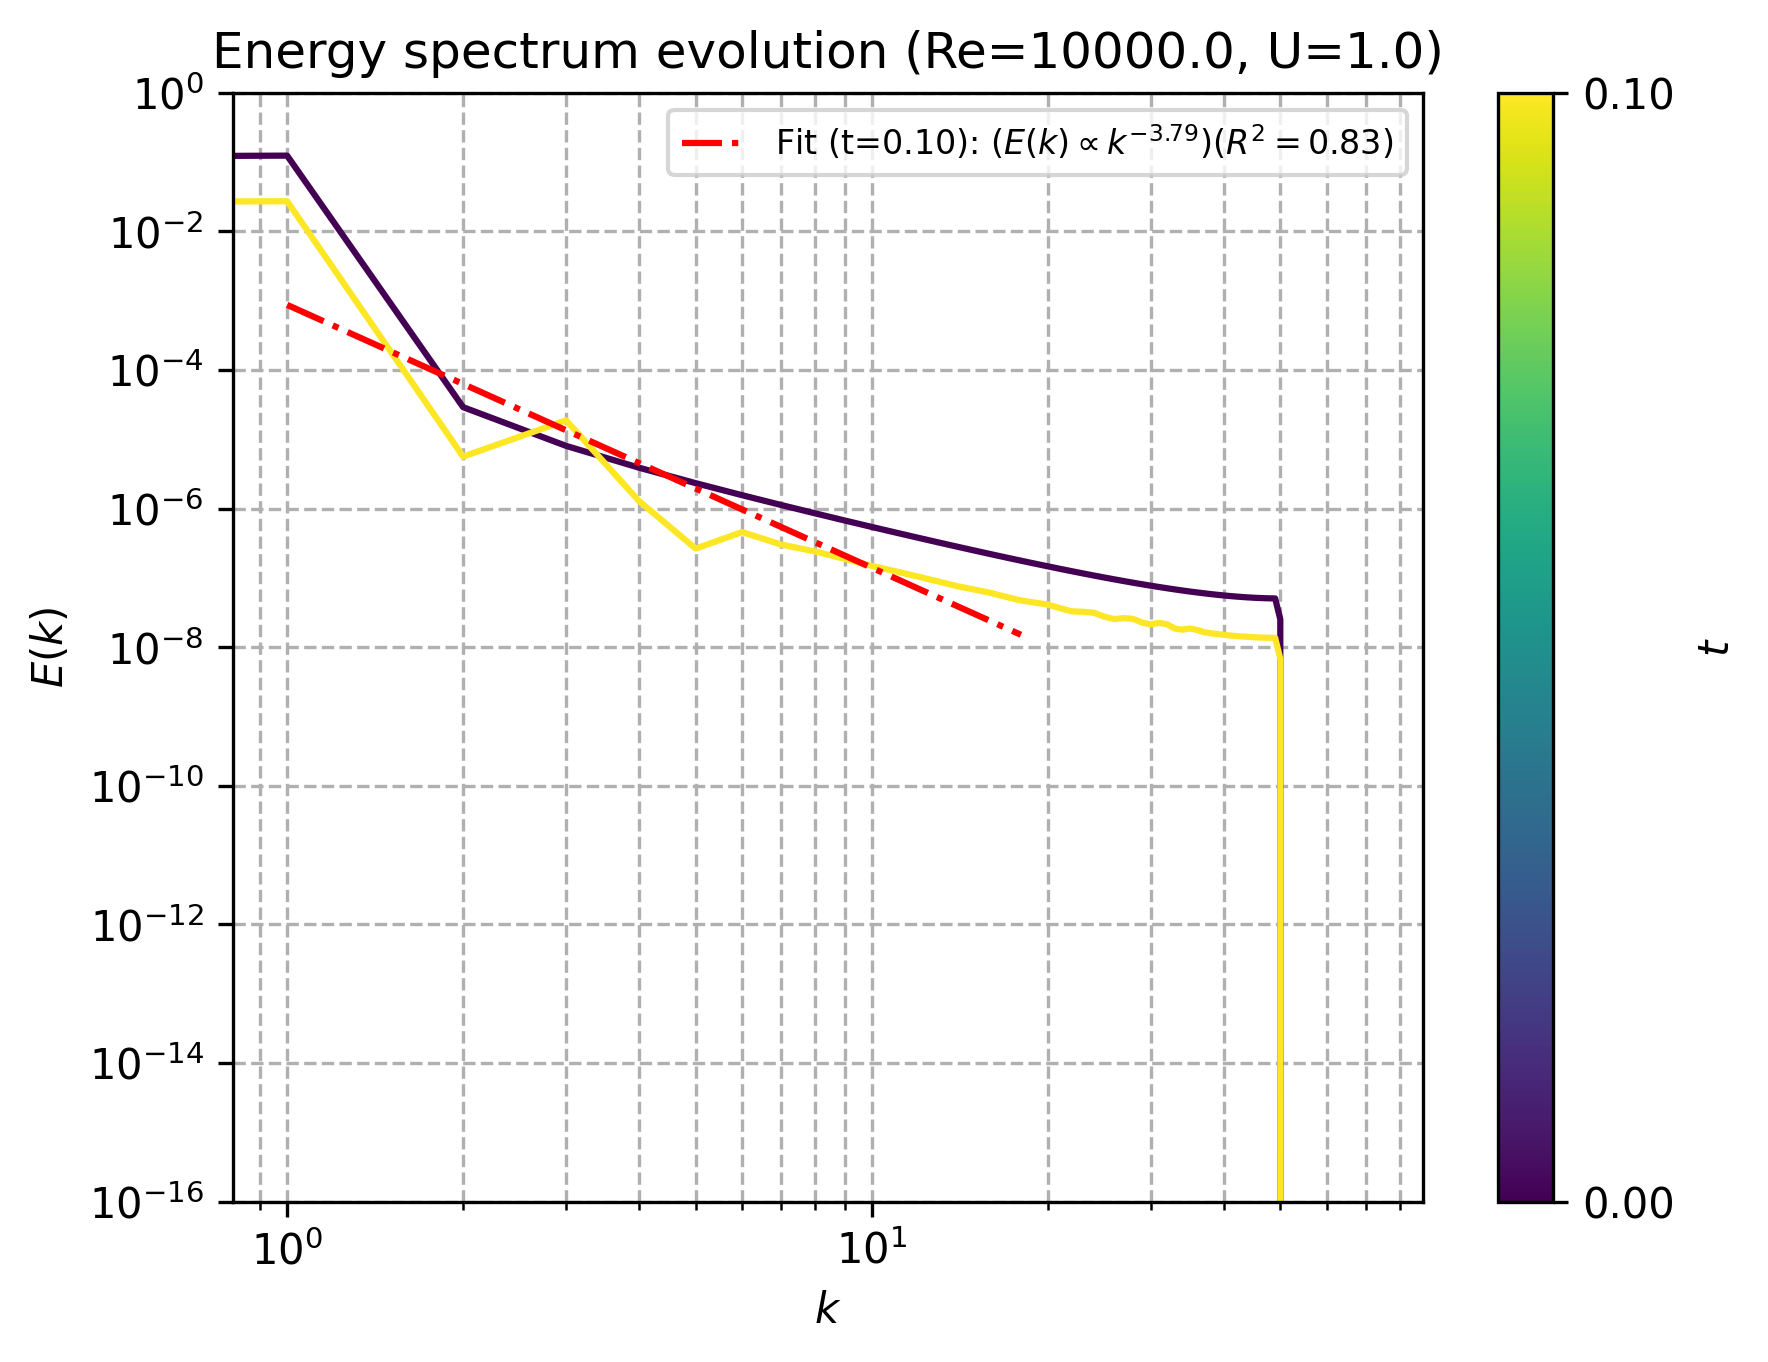 Energy spectrum evolution (Re=10000.0, U=1.0)
Fit (t=0.10): (E(k) ∝ k^{-3.79})(R^2 = 0.83)
E(k)
10^0
10^{-2}
10^{-4}
10^{-6}
10^{-8}
10^{-10}
10^{-12}
10^{-14}
10^{-16}
10^0
10^1
k
0.10
t
0.00